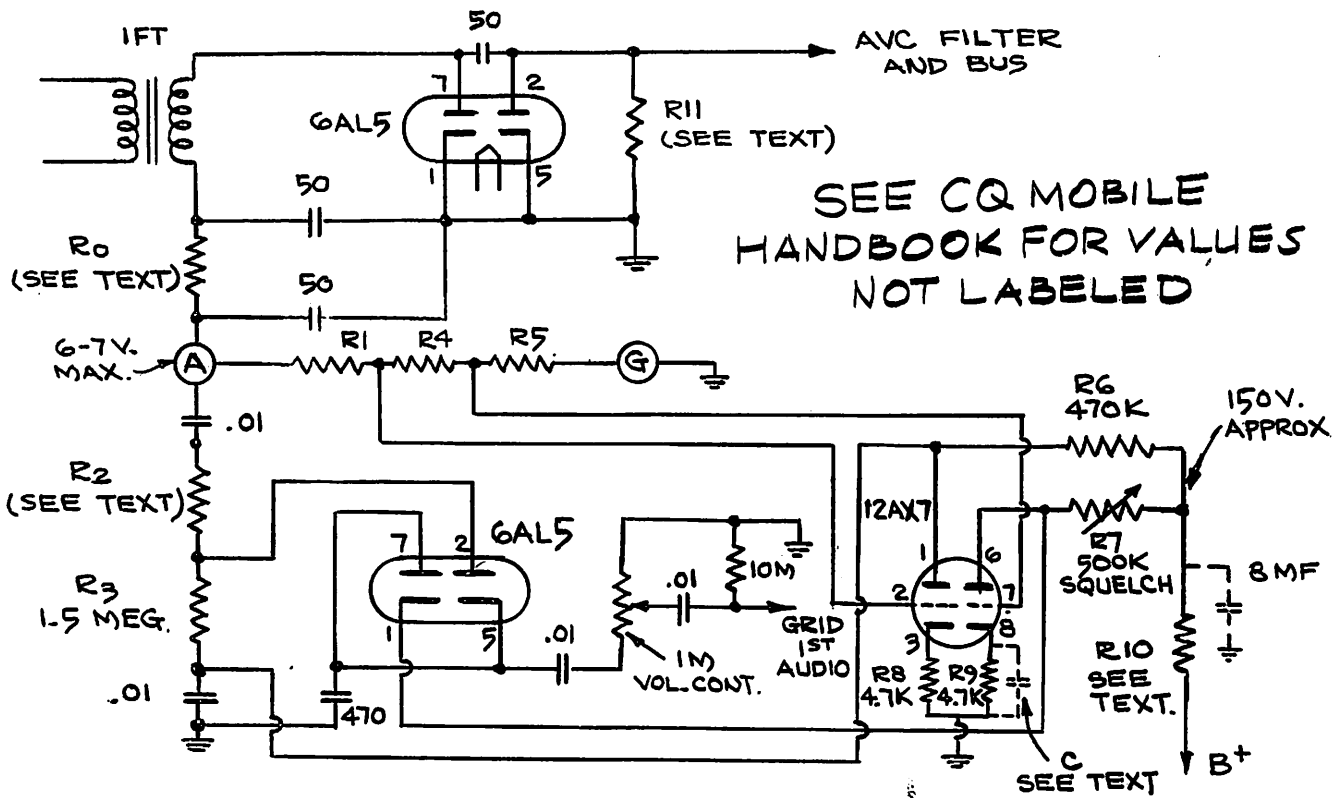 IFT
50
AVC FILTER
AND BUS
7
2
6AL5
R11
(SEE TEXT)
1
5
50
SEE CQ MOBILE
HANDBOOK FOR VALUES
NOT LABELED
R0
(SEE TEXT)
50
6-7V.
MAX.
A
R1
R4
R5
G
R6
470K
150V.
APPROX.
.01
R2
(SEE TEXT)
12AX7
7
2
6AL5
10M
1
6
R7
500K
SQUELCH
8MF
R3
1-5 MEG.
.01
2
7
1
5
.01
GRID
1ST
AUDIO
3
8
1M
VOL.CONT.
R8
4.7K
R9
4.7K
R10
SEE
TEXT.
.01
470
C
SEE TEXT
B+